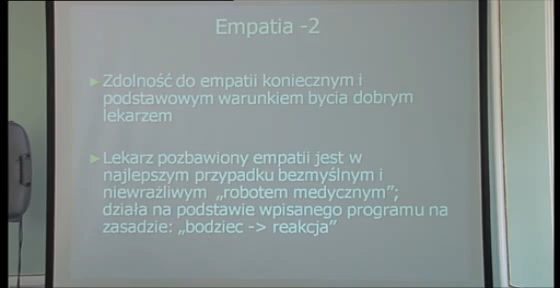 Empatia -2
►Zdolność do empatii koniecznym i
podstawowym warunkiem bycia dobrym
lekarzem
►Lekarz pozbawiony empatii jest w
najlepszym przypadku bezmyślnym i
niewrażliwym „robotem medycznym”;
działa na podstawie wpisanego programu na
zasadzie: „bodziec -> reakcja”